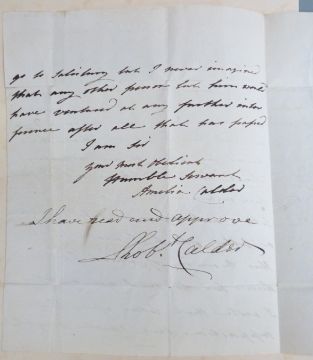 go to Salisbury but I never imagined
that any other person but him would
have ventured at any further inter
ference after all that has passed
I am Sir
your most Obedient
Humble Servant
Amelia Calder
I have read and approve
Calder